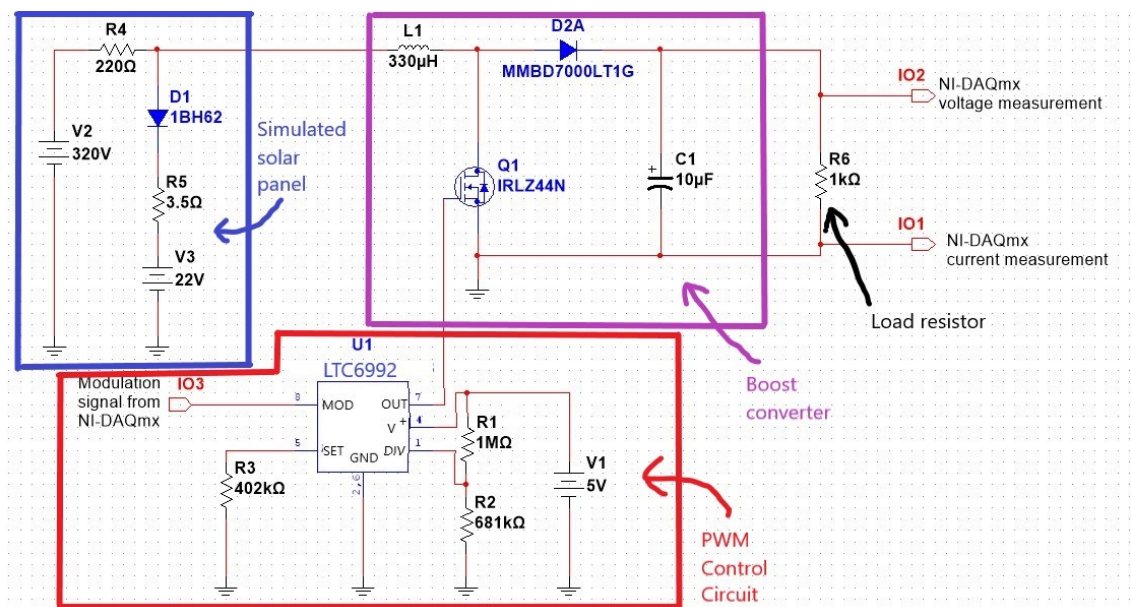 R4
220Ω
D1
1BH62
V2
320V
R5
3.5Ω
V3
22V
Simulated
solar
panel
L1
330µH
D2A
MMBD7000LT1G
Q1
IRLZ44N
+
C1
10µF
R6
1kΩ
IO2
NI-DAQmx
voltage measurement
IO1
NI-DAQmx
current measurement
Load resistor
Boost
converter
U1
LTC6992
Modulation
signal from
NI-DAQmx
IO3
8
MOD
OUT
7
V+
4
5
iSET
GND
DIV
1
2,6
R3
402kΩ
R1
1MΩ
R2
681kΩ
V1
5V
PWM
Control
Circuit